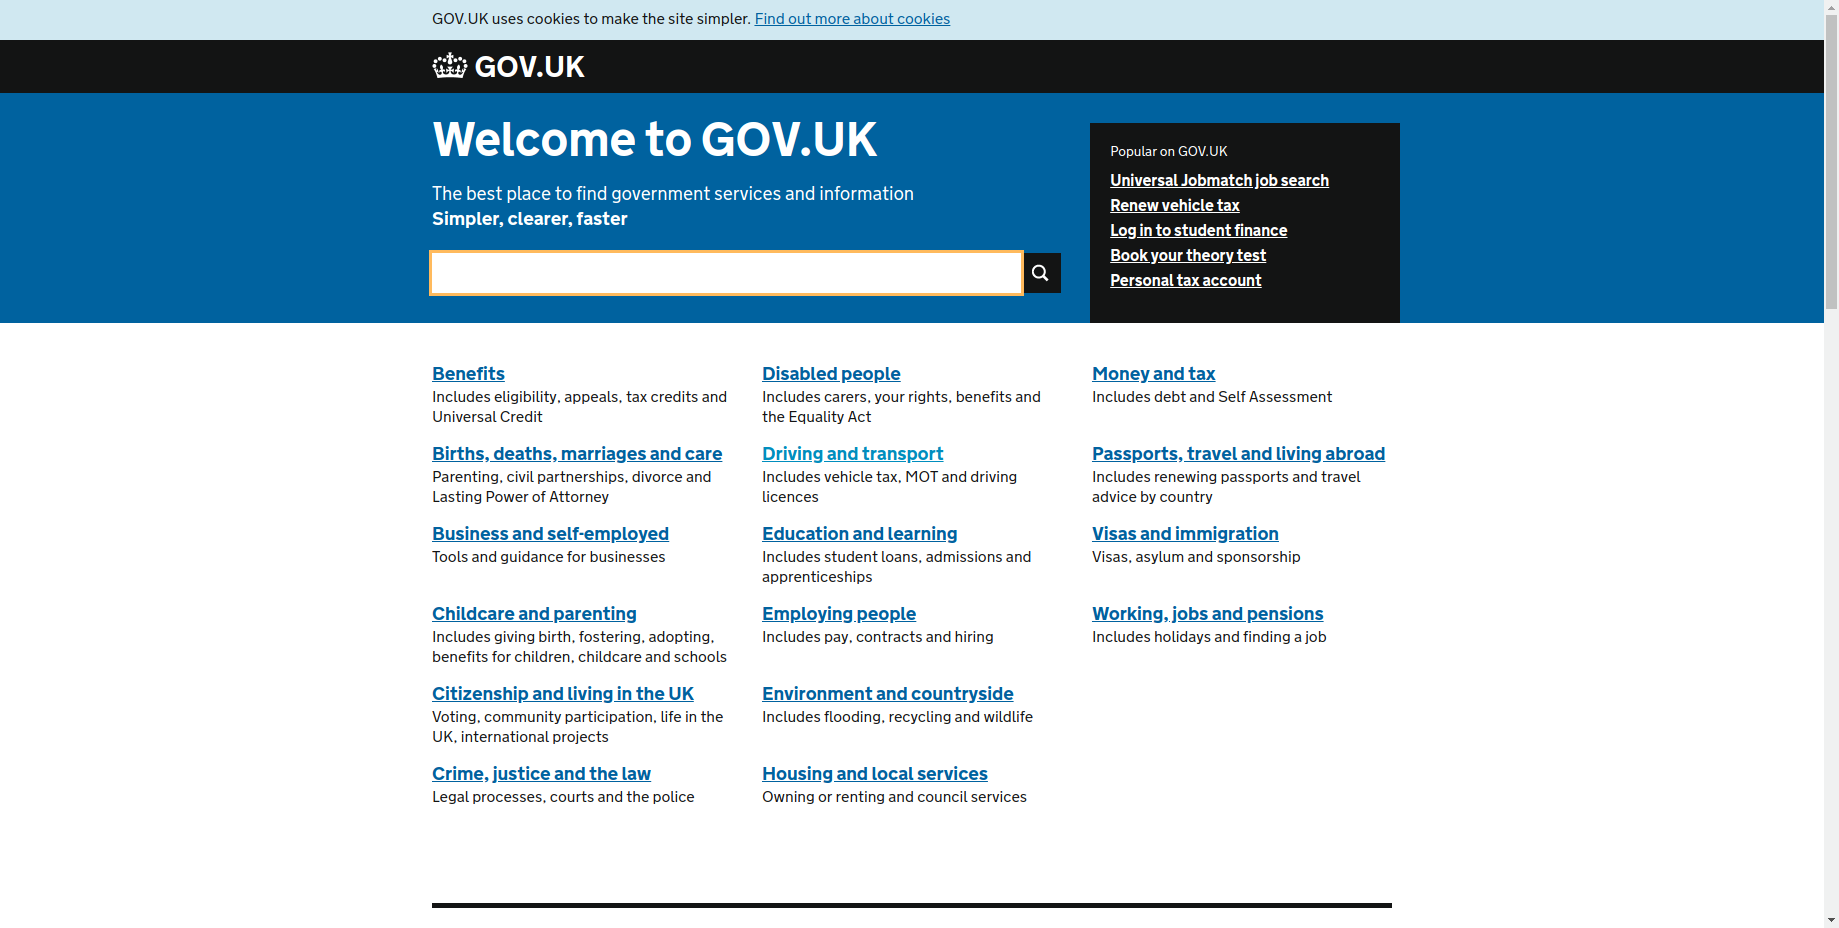 GOV.UK uses cookies to make the site simpler. Find out more about cookies
GOV.UK
Welcome to GOV.UK
The best place to find government services and information
Simpler, clearer, faster
Popular on GOV.UK
Universal Jobmatch job search
Renew vehicle tax
Log in to student finance
Book your theory test
Personal tax account
Benefits
Includes eligibility, appeals, tax credits and
Universal Credit
Births, deaths, marriages and care
Parenting, civil partnerships, divorce and
Lasting Power of Attorney
Business and self-employed
Tools and guidance for businesses
Childcare and parenting
Includes giving birth, fostering, adopting,
benefits for children, childcare and schools
Citizenship and living in the UK
Voting, community participation, life in the
UK, international projects
Crime, justice and the law
Legal processes, courts and the police
Disabled people
Includes carers, your rights, benefits and
the Equality Act
Driving and transport
Includes vehicle tax, MOT and driving
licences
Education and learning
Includes student loans, admissions and
apprenticeships
Employing people
Includes pay, contracts and hiring
Environment and countryside
Includes flooding, recycling and wildlife
Housing and local services
Owning or renting and council services
Money and tax
Includes debt and Self Assessment
Passports, travel and living abroad
Includes renewing passports and travel
advice by country
Visas and immigration
Visas, asylum and sponsorship
Working, jobs and pensions
Includes holidays and finding a job